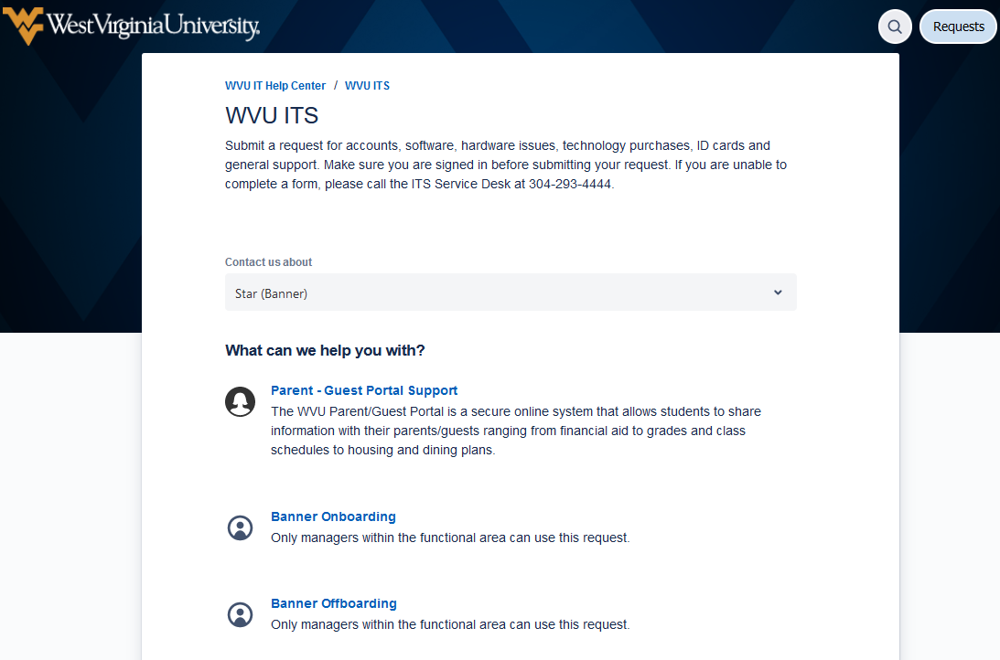 West Virginia University.
Requests
WVU IT Help Center / WVU ITS
WVU ITS
Submit a request for accounts, software, hardware issues, technology purchases, ID cards and
general support. Make sure you are signed in before submitting your request. If you are unable to
complete a form, please call the ITS Service Desk at 304-293-4444.
Contact us about
Star (Banner)
What can we help you with?
Parent - Guest Portal Support
The WVU Parent/Guest Portal is a secure online system that allows students to share
information with their parents/guests ranging from financial aid to grades and class
schedules to housing and dining plans.
Banner Onboarding
Only managers within the functional area can use this request.
Banner Offboarding
Only managers within the functional area can use this request.